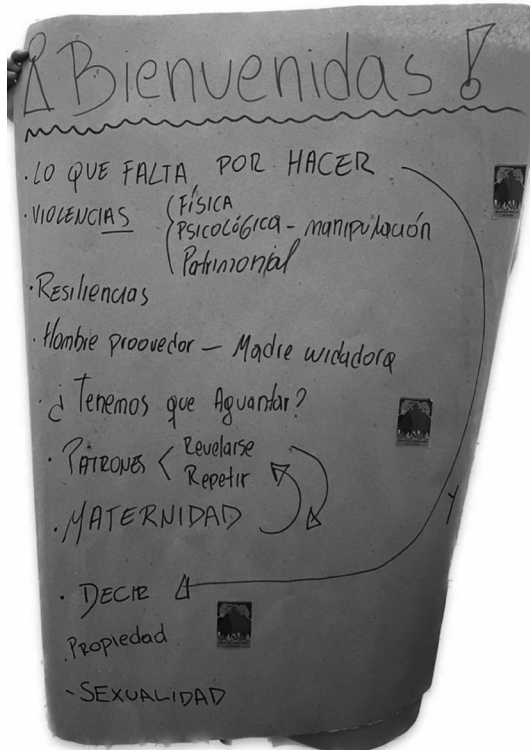 ¡Bienvenidas!
· LO QUE FALTA POR HACER
· VIOLENCIAS
FÍSICA
PSICOLÓGICA - manipulación
Patrimonial
· Resiliencias
· Hombre proovedor — Madre widadora
· ¿Tenemos que Aguantar?
· PATRONES < Revelarse
Repetir
· MATERNIDAD
Y
· DECIR
· Propiedad
- SEXUALIDAD